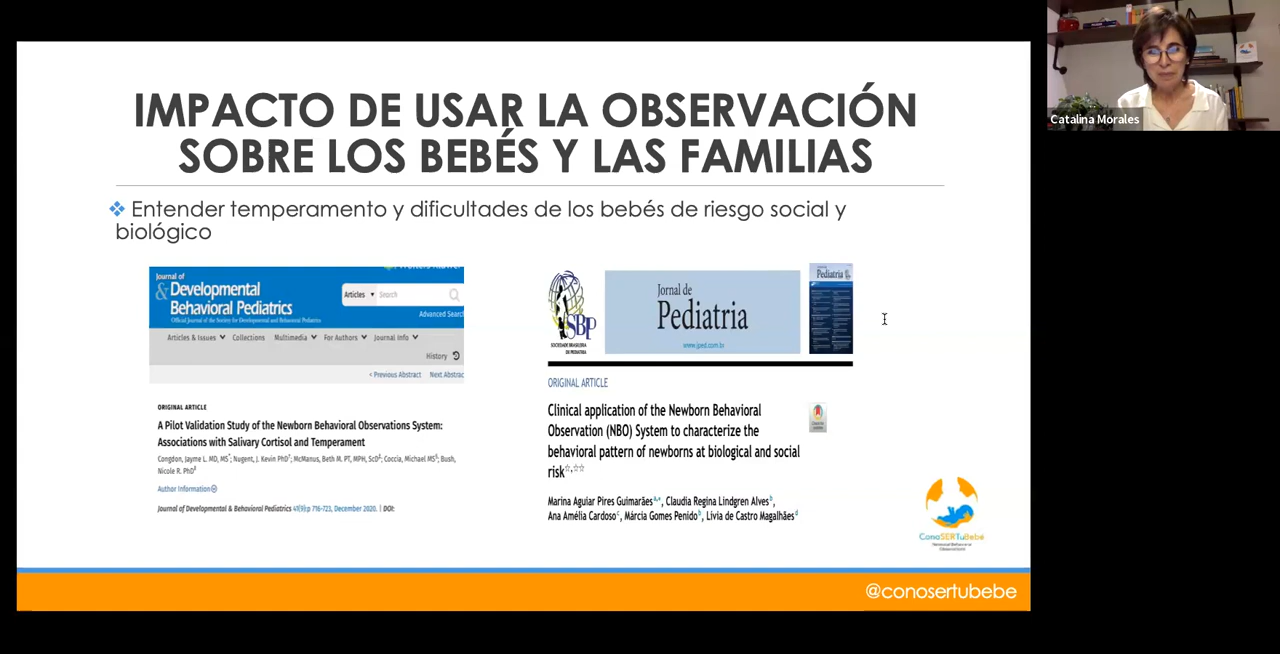 IMPACTO DE USAR LA OBSERVACIÓN
SOBRE LOS BEBÉS Y LAS FAMILIAS
Entender temperamento y dificultades de los bebés de riesgo social y
biológico
Journal of
& Developmental
Behavioral Pediatrics
Official Journal of the Society for Developmental and Behavioral Pediatrics
Articles Search
Advanced Search
Articles & Issues Collections Multimedia For Authors Journal Info
History
< Previous Abstract Next Abstrac
ORIGINAL ARTICLE
A Pilot Validation Study of the Newborn Behavioral Observations System:
Associations with Salivary Cortisol and Temperament
Congdon, Jayme L. MD, MS*; Nugent, J. Kevin PhD†; McManus, Beth M. PT, MPH, ScD‡; Coccia, Michael MS§; Bush,
Nicole R. PhD‖
Author Information
Journal of Developmental & Behavioral Pediatrics 41(9):p 716-723, December 2020. | DOI:
SBP
SOCIEDADE BRASILEIRA
DE PEDIATRIA
Jornal de
Pediatria
www.jped.com.br
Pediatria
ORIGINAL ARTICLE
Clinical application of the Newborn Behavioral
Observation (NBO) System to characterize the
behavioral pattern of newborns at biological and social
risk☆,☆☆
Marina Aguiar Pires Guimarães a,*, Claudia Regina Lindgren Alves b,
Ana Amélia Cardoso c, Márcia Gomes Penido b, Lívia de Castro Magalhães d
ConoSERTuBebé
@conosertubebe
Catalina Morales